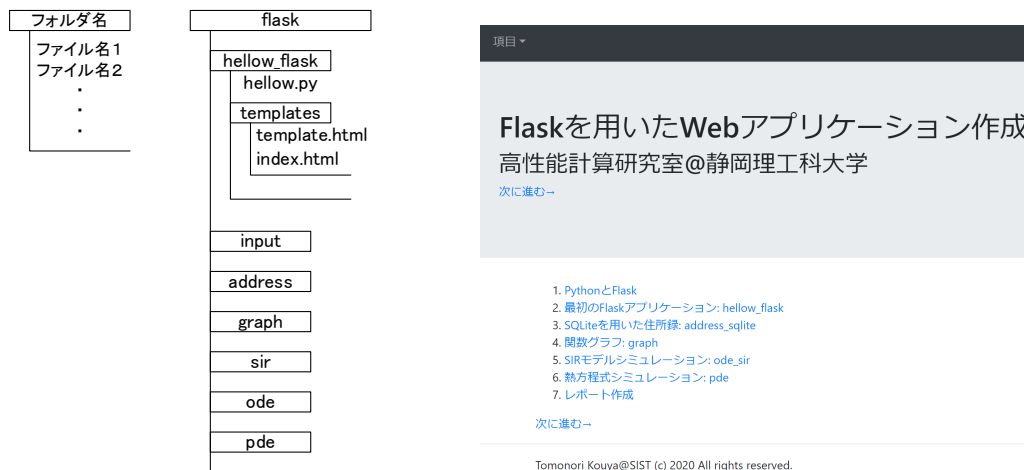 フォルダ名
ファイル名1
ファイル名2
・
・
・
flask
hellow_flask
hellow.py
templates
template.html
index.html
input
address
graph
sir
ode
pde
項目
Flaskを用いたWebアプリケーション作成
高性能計算研究室@静岡理工科大学
次に進む→
1. PythonとFlask
2. 最初のFlaskアプリケーション: hellow_flask
3. SQLiteを用いた住所録: address_sqlite
4. 関数グラフ: graph
5. SIRモデルシミュレーション: ode_sir
6. 熱方程式シミュレーション: pde
7. レポート作成
次に進む→
Tomonori Kouya@SIST (c) 2020 All rights reserved.